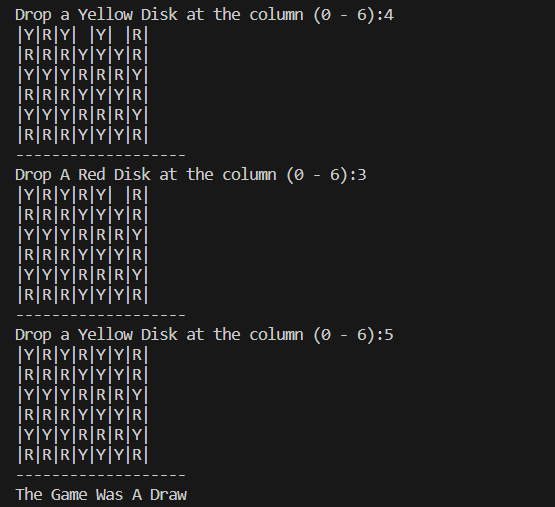 Drop a Yellow Disk at the column (0 - 6):4
|Y|R|Y| |Y| |R|
|R|R|R|Y|Y|Y|R|
|Y|Y|Y|R|R|R|Y|
|R|R|R|Y|Y|Y|R|
|Y|Y|Y|R|R|R|Y|
|R|R|R|Y|Y|Y|R|
-------------------
Drop A Red Disk at the column (0 - 6):3
|Y|R|Y|R|Y| |R|
|R|R|R|Y|Y|Y|R|
|Y|Y|Y|R|R|R|Y|
|R|R|R|Y|Y|Y|R|
|Y|Y|Y|R|R|R|Y|
|R|R|R|Y|Y|Y|R|
-------------------
Drop a Yellow Disk at the column (0 - 6):5
|Y|R|Y|R|Y|Y|R|
|R|R|R|Y|Y|Y|R|
|Y|Y|Y|R|R|R|Y|
|R|R|R|Y|Y|Y|R|
|Y|Y|Y|R|R|R|Y|
|R|R|R|Y|Y|Y|R|
-------------------
The Game Was A Draw